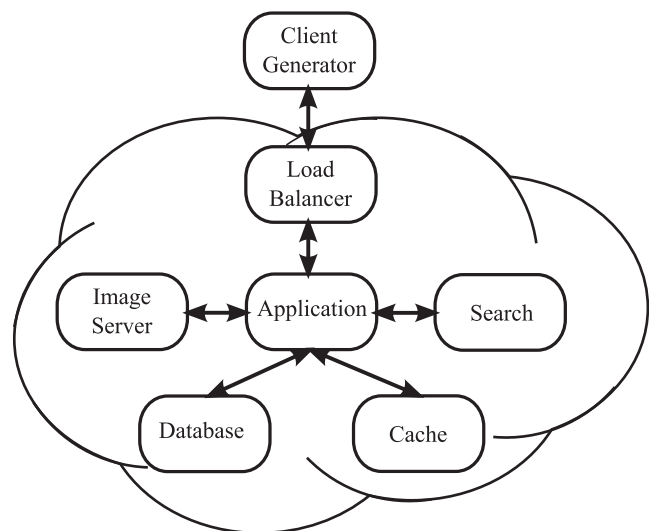 Client
Generator
Load
Balancer
Image
Server
Application
Search
Database
Cache